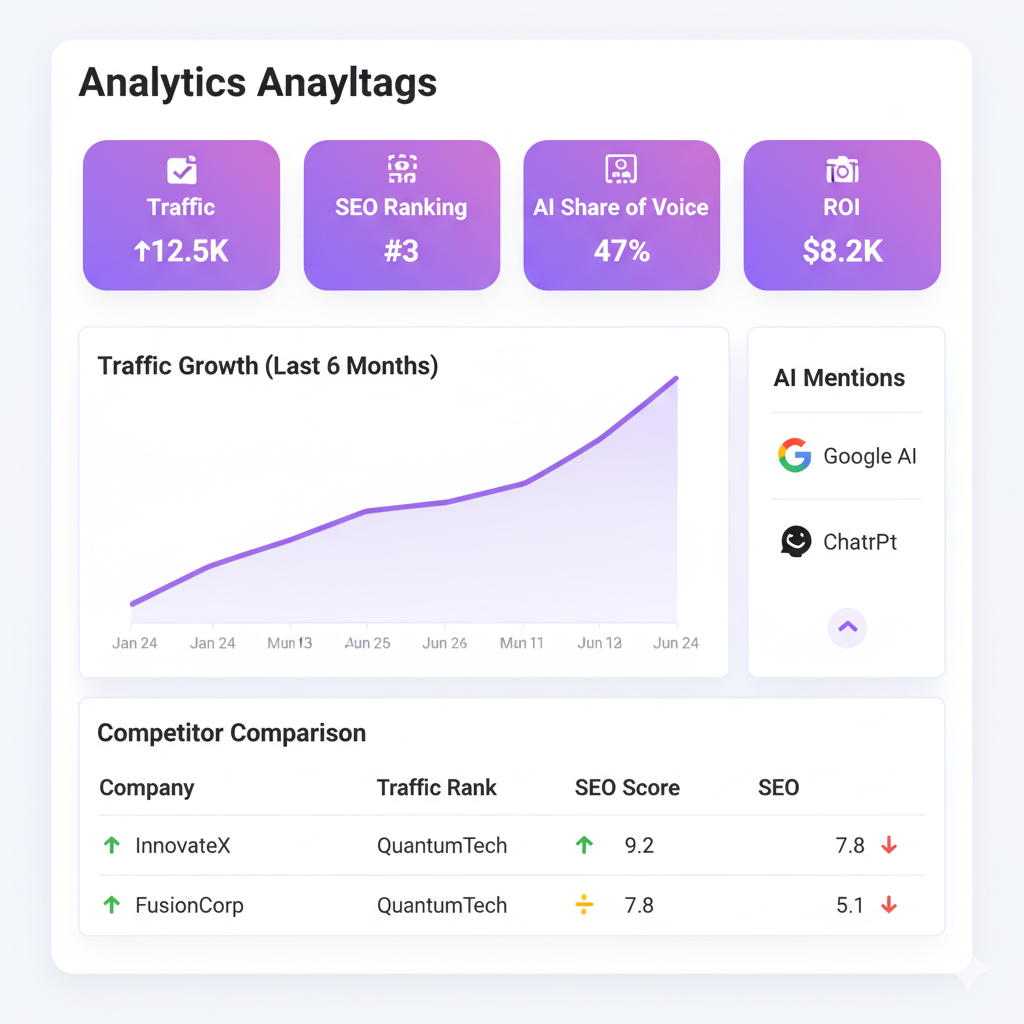 Analytics Anayltags
Traffic
↑12.5K
SEO Ranking
#3
AI Share of Voice
47%
ROI
$8.2K
Traffic Growth (Last 6 Months)
Jan 24 Jan 24 Mun 13 Aun 25 Jun 26 Mun 11 Jun 12 Jun 24
AI Mentions
Google AI
ChatrPt
Competitor Comparison
Company Traffic Rank SEO Score SEO
↑ InnovateX QuantumTech ↑ 9.2 7.8 ↓
↑ FusionCorp QuantumTech ÷ 7.8 5.1 ↓